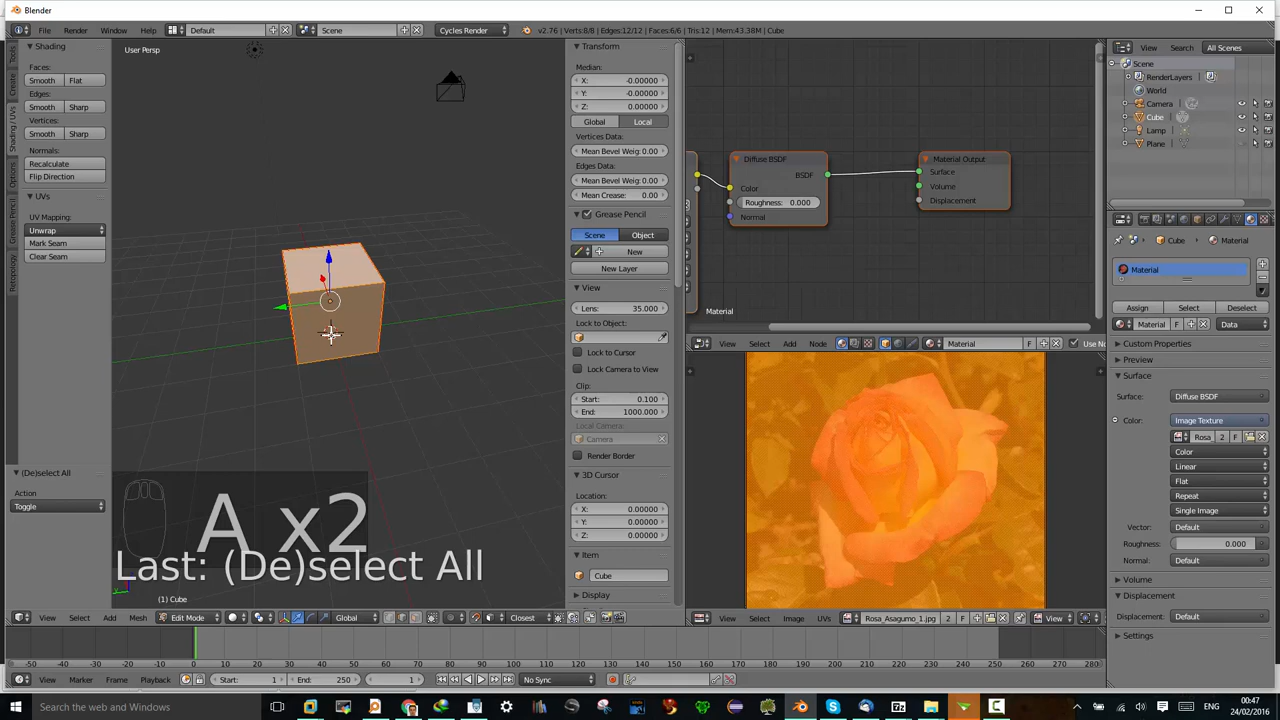 Blender
File Render Window Help Default Scene Cycles Render v2.76 | Verts:8/8 | Edges:12/12 | Faces:6/6 | Tris:12 | Mem:43.38M | Cube
Shading
Faces:
Smooth Flat
Edges:
Smooth Sharp
Vertices:
Smooth Sharp
Normals:
Recalculate
Flip Direction
UVs
UV Mapping:
Unwrap
Mark Seam
Clear Seam
Tools
Create
Shading / UVs
Options
Grease Pencil
Retopology
(De)select All
Action
Toggle
User Persp
A x2
Last: (De)select All
(1) Cube
View Select Add Mesh Edit Mode Global Closest
Transform
Median:
X: -0.00000
Y: -0.00000
Z: 0.00000
Global Local
Vertices Data:
Mean Bevel Weig: 0.00
Edges Data:
Mean Bevel Weig: 0.00
Mean Crease: 0.00
Grease Pencil
Scene Object
New
New Layer
View
Lens: 35.000
Lock to Object:
Lock to Cursor
Lock Camera to View
Clip:
Start: 0.100
End: 1000.000
Local Camera:
Camera
Render Border
3D Cursor
Location:
X: 0.00000
Y: 0.00000
Z: 0.00000
Item
Cube
Display
Diffuse BSDF
BSDF
Color
Roughness: 0.000
Normal
Material Output
Surface
Volume
Displacement
Material
View Select Add Node Material F Use No
View Select Image UVs Rosa_Asagumo_1.jpg 2 F View
View Search All Scenes
Scene
RenderLayers
World
Camera
Cube
Lamp
Plane
Cube Material
Material
Assign Select Deselect
Material F Data
Custom Properties
Preview
Surface
Surface: Diffuse BSDF
Color: Image Texture
Rosa_ 2 F
Color
Linear
Flat
Repeat
Single Image
Vector: Default
Roughness: 0.000
Normal: Default
Volume
Displacement
Displacement: Default
Settings
-50 -40 -30 -20 -10 0 10 20 30 40 50 60 70 80 90 100 110 120 130 140 150 160 170 180 190 200 210 220 230 240 250 260 270 280
View Marker Frame Playback Start: 1 End: 250 1 No Sync
Search the web and Windows
ENG
00:47
24/02/2016